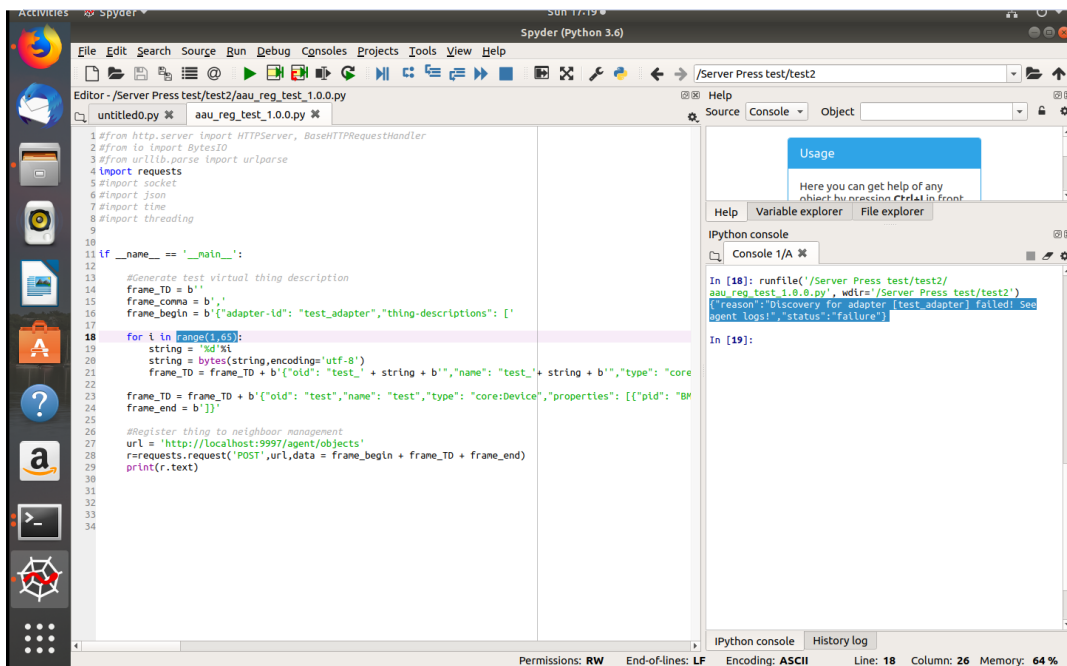 Activities
Spyder
Sun 17:19
Spyder (Python 3.6)
File Edit Search Source Run Debug Consoles Projects Tools View Help
/Server Press test/test2
Editor - /Server Press test/test2/aau_reg_test_1.0.0.py
untitled0.py
aau_reg_test_1.0.0.py
1 #from http.server import HTTPServer, BaseHTTPRequestHandler
2 #from io import BytesIO
3 #from urllib.parse import urlparse
4 import requests
5 #import socket
6 #import json
7 #import time
8 #import threading
9
10
11 if __name__ == '__main__':
12
13 #Generate test virtual thing description
14 frame_TD = b''
15 frame_comma = b','
16 frame_begin = b'{"adapter-id": "test_adapter","thing-descriptions": ['
17
18 for i in range(1,65):
19 string = '%d'%i
20 string = bytes(string,encoding='utf-8')
21 frame_TD = frame_TD + b'{"oid": "test_' + string + b'","name": "test_'+ string + b'","type": "core
22
23 frame_TD = frame_TD + b'{"oid": "test","name": "test","type": "core:Device","properties": [{"pid": "BM
24 frame_end = b']}'
25
26 #Register thing to neighboor management
27 url = 'http://localhost:9997/agent/objects'
28 r=requests.request('POST',url,data = frame_begin + frame_TD + frame_end)
29 print(r.text)
30
31
32
33
34
Help
Source Console Object
Usage
Here you can get help of any
object by pressing Ctrl+I in front
Help Variable explorer File explorer
IPython console
Console 1/A
In [18]: runfile('/Server Press test/test2/
aau_reg_test_1.0.0.py', wdir='/Server Press test/test2')
{"reason":"Discovery for adapter [test_adapter] failed! See
agent logs!","status":"failure"}
In [19]:
IPython console History log
Permissions: RW End-of-lines: LF Encoding: ASCII Line: 18 Column: 26 Memory: 64 %